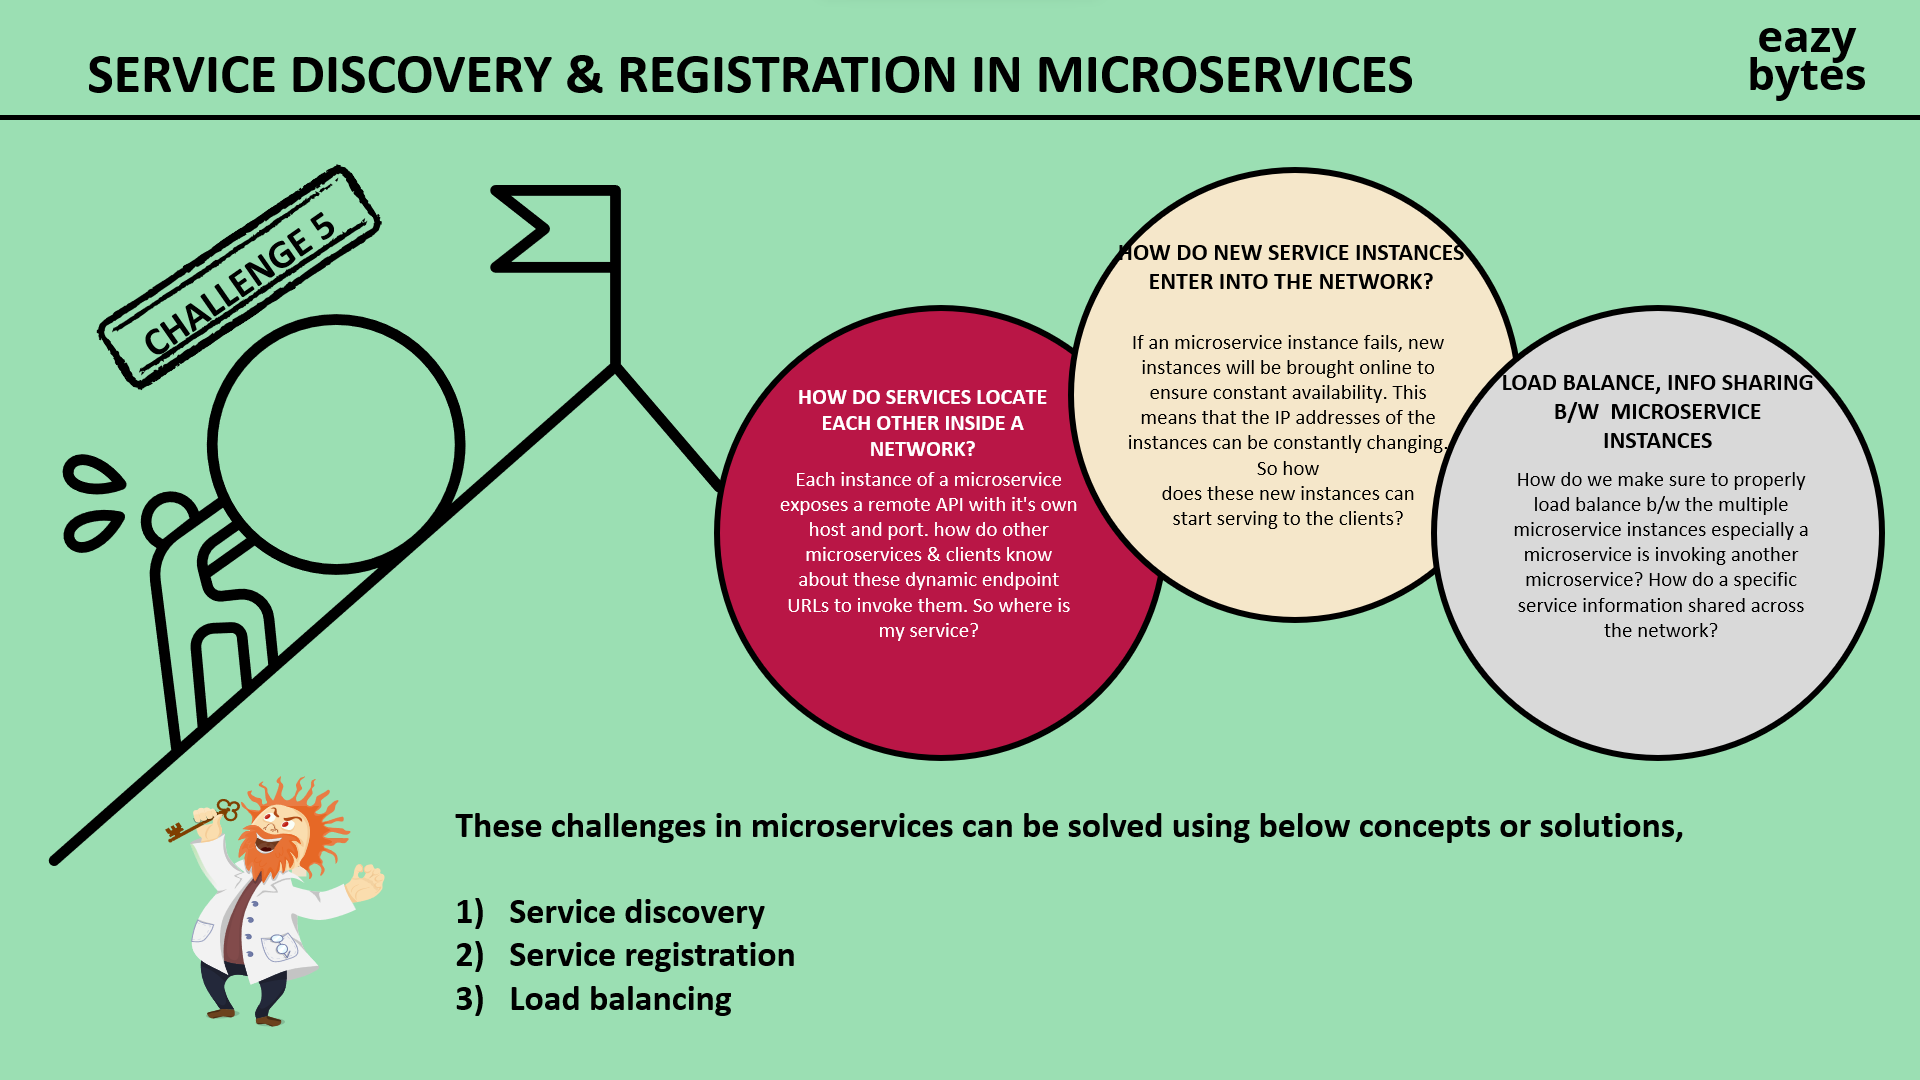 SERVICE DISCOVERY & REGISTRATION IN MICROSERVICES
eazy
bytes
CHALLENGE 5
HOW DO SERVICES LOCATE
EACH OTHER INSIDE A
NETWORK?
Each instance of a microservice
exposes a remote API with it's own
host and port. how do other
microservices & clients know
about these dynamic endpoint
URLs to invoke them. So where is
my service?
HOW DO NEW SERVICE INSTANCES
ENTER INTO THE NETWORK?
If an microservice instance fails, new
instances will be brought online to
ensure constant availability. This
means that the IP addresses of the
instances can be constantly changing.
So how
does these new instances can
start serving to the clients?
LOAD BALANCE, INFO SHARING
B/W  MICROSERVICE
INSTANCES
How do we make sure to properly
load balance b/w the multiple
microservice instances especially a
microservice is invoking another
microservice? How do a specific
service information shared across
the network?
These challenges in microservices can be solved using below concepts or solutions,
1) Service discovery
2) Service registration
3) Load balancing